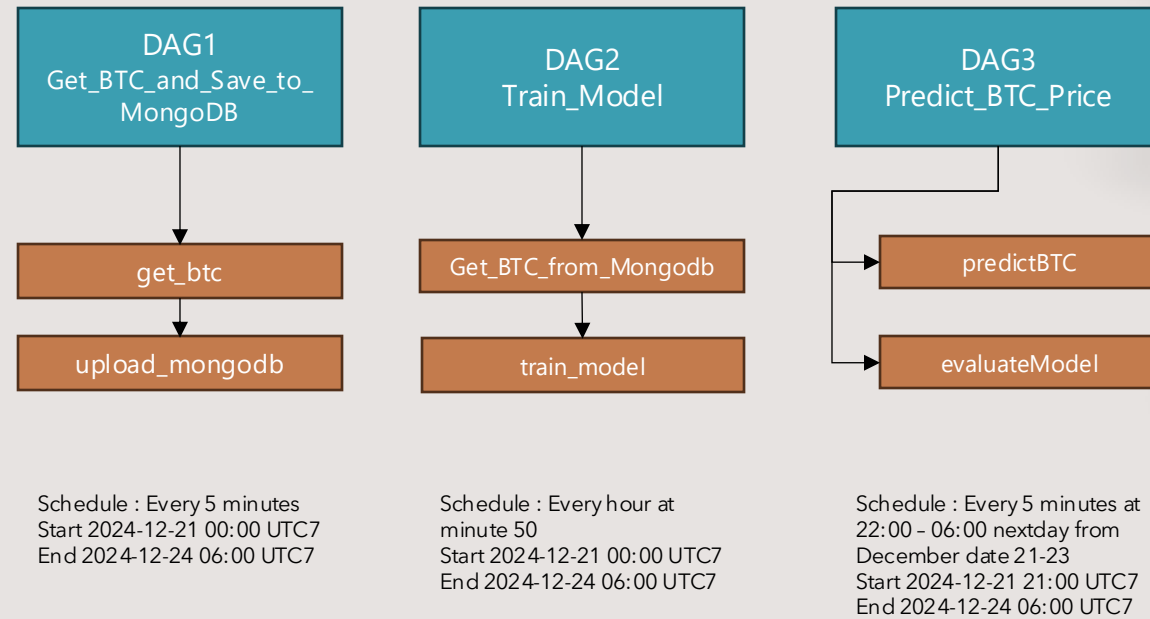 DAG1
Get_BTC_and_Save_to_
MongoDB
get_btc
upload_mongodb
Schedule : Every 5 minutes
Start 2024-12-21 00:00 UTC7
End 2024-12-24 06:00 UTC7
DAG2
Train_Model
Get_BTC_from_Mongodb
train_model
Schedule : Every hour at
minute 50
Start 2024-12-21 00:00 UTC7
End 2024-12-24 06:00 UTC7
DAG3
Predict_BTC_Price
predictBTC
evaluateModel
Schedule : Every 5 minutes at
22:00 – 06:00 nextday from
December date 21-23
Start 2024-12-21 21:00 UTC7
End 2024-12-24 06:00 UTC7